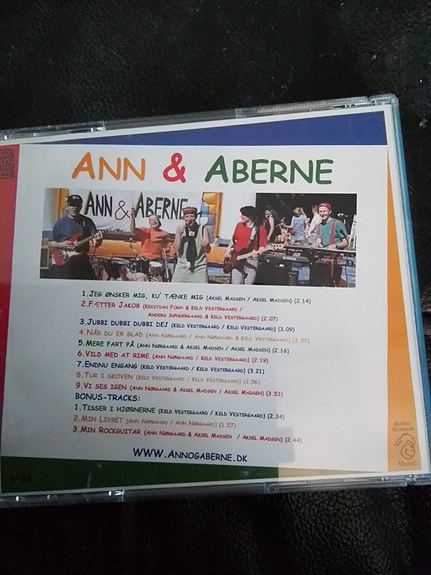 ANN & ABERNE
ANN & ABERNE
1. JEG ØNSKER MIG, KU' TÆNKE MIG (AKSEL MADSEN / AKSEL MADSEN) (2.14)
2. FÆTTER JAKOB (KRISTIAN FOGH & KELD VESTERGAARD /
ANDERS SØNDERGAARD & KELD VESTERGAARD) (2.07)
3. JUBBI DUBBI DUBBI DEJ (KELD VESTERGAARD / KELD VESTERGAARD) (3.09)
4. NÅR DU ER GLAD (ANN NØRGAARD / ANN NØRGAARD & KELD VESTERGAARD) (2.57)
5. MERE FART PÅ (ANN NØRGAARD & AKSEL MADSEN / AKSEL MADSEN) (2.16)
6. VILD MED AT RIME (ANN NØRGAARD / KELD VESTERGAARD) (2.19)
7. ENDNU ENGANG (KELD VESTERGAARD / KELD VESTERGAARD) (3.21)
8. TUR I SKOVEN (KELD VESTERGAARD / KELD VESTERGAARD) (2.56)
9. VI SES IGEN (ANN NØRGAARD & AKSEL MADSEN / AKSEL MADSEN) (3.53)
BONUS-TRACKS:
1. TISSER I HJØRNERNE (KELD VESTERGAARD / KELD VESTERGAARD) (2.34)
2. MIN LIVRET (ANN NØRGAARD / ANN NØRGAARD) (1.57)
3. MIN ROCKGUITAR (ANN NØRGAARD & AKSEL MADSEN / AKSEL MADSEN) (2.44)
WWW.ANNOGABERNE.DK
Monkey Business
Music